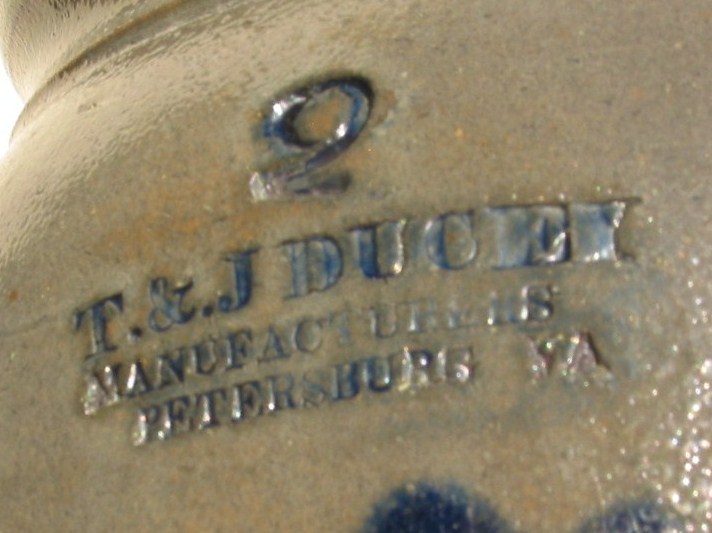 2
T. & J DUCEY
MANUFACTURERS
PETERSBURG VA